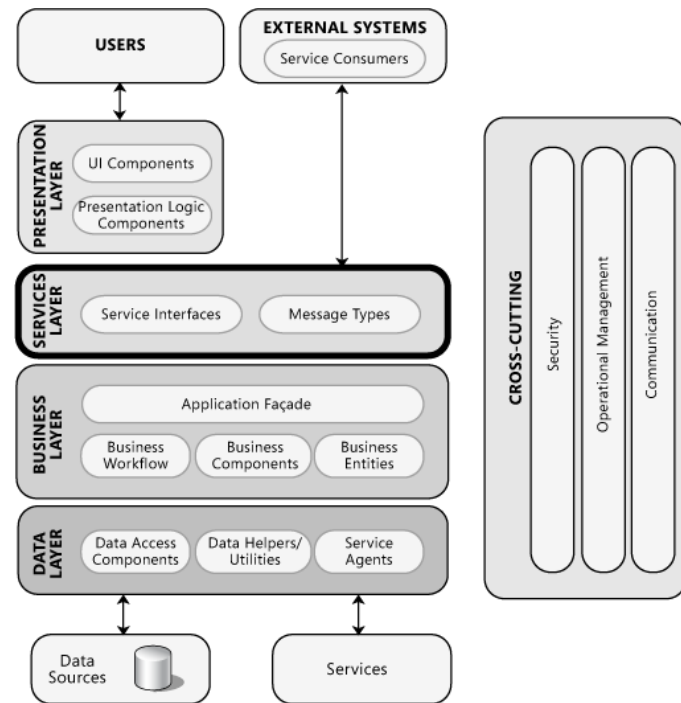 USERS
EXTERNAL SYSTEMS
Service Consumers
PRESENTATION
LAYER
UI Components
Presentation Logic
Components
SERVICES
LAYER
Service Interfaces
Message Types
BUSINESS
LAYER
Application Façade
Business
Workflow
Business
Components
Business
Entities
DATA
LAYER
Data Access
Components
Data Helpers/
Utilities
Service
Agents
Data
Sources
Services
CROSS-CUTTING
Security
Operational Management
Communication